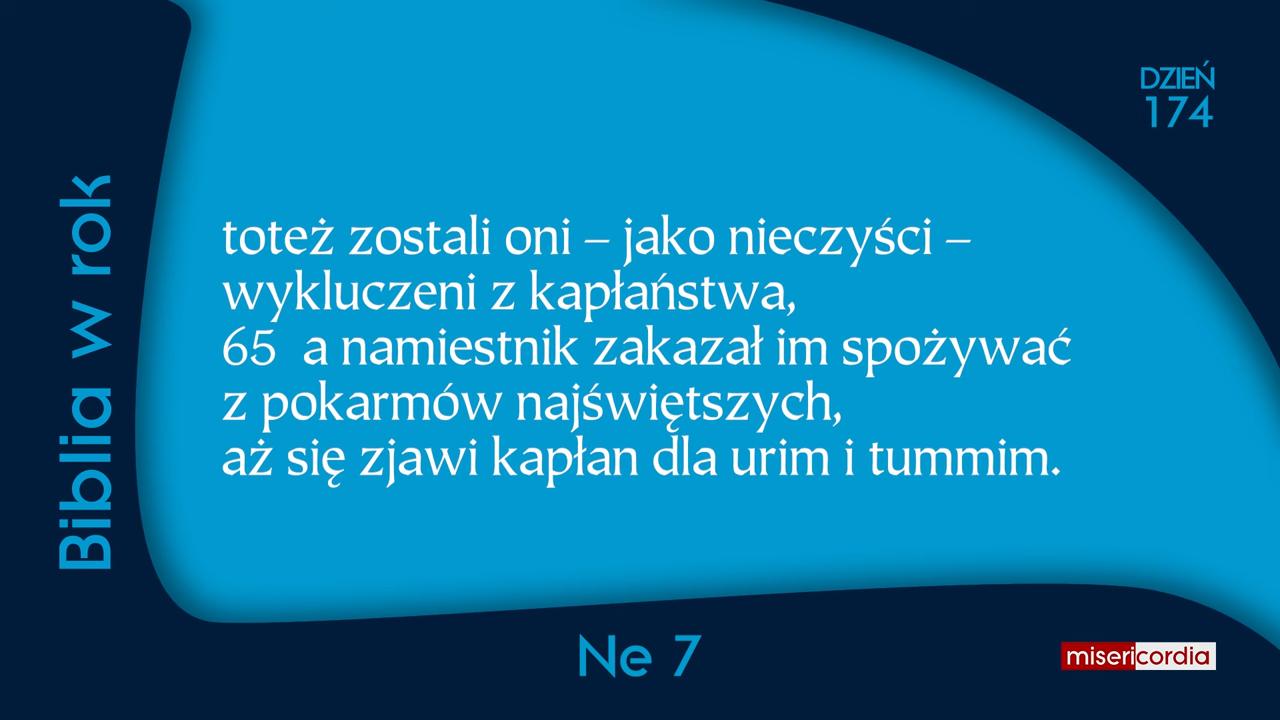 DZIEŃ
174
Biblia w rok
toteż zostali oni – jako nieczyści –
wykluczeni z kapłaństwa,
65 a namiestnik zakazał im spożywać
z pokarmów najświętszych,
aż się zjawi kapłan dla urim i tummim.
Ne 7
misericordia